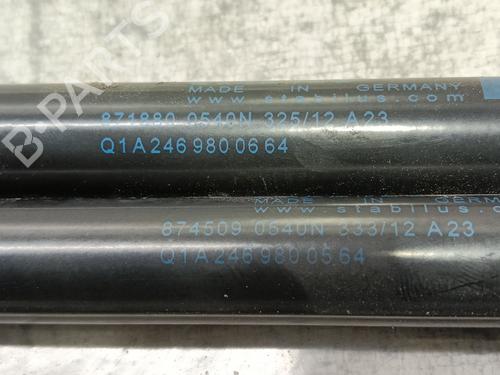 MADE IN GERMANY
www.stabilus.com
871880 0540N 325/12 A23
Q1A246 980 06 64
MADE IN GERMANY
www.stabilus.com
874509 0540N 333/12 A23
Q1A246 980 05 64
B-PARTS